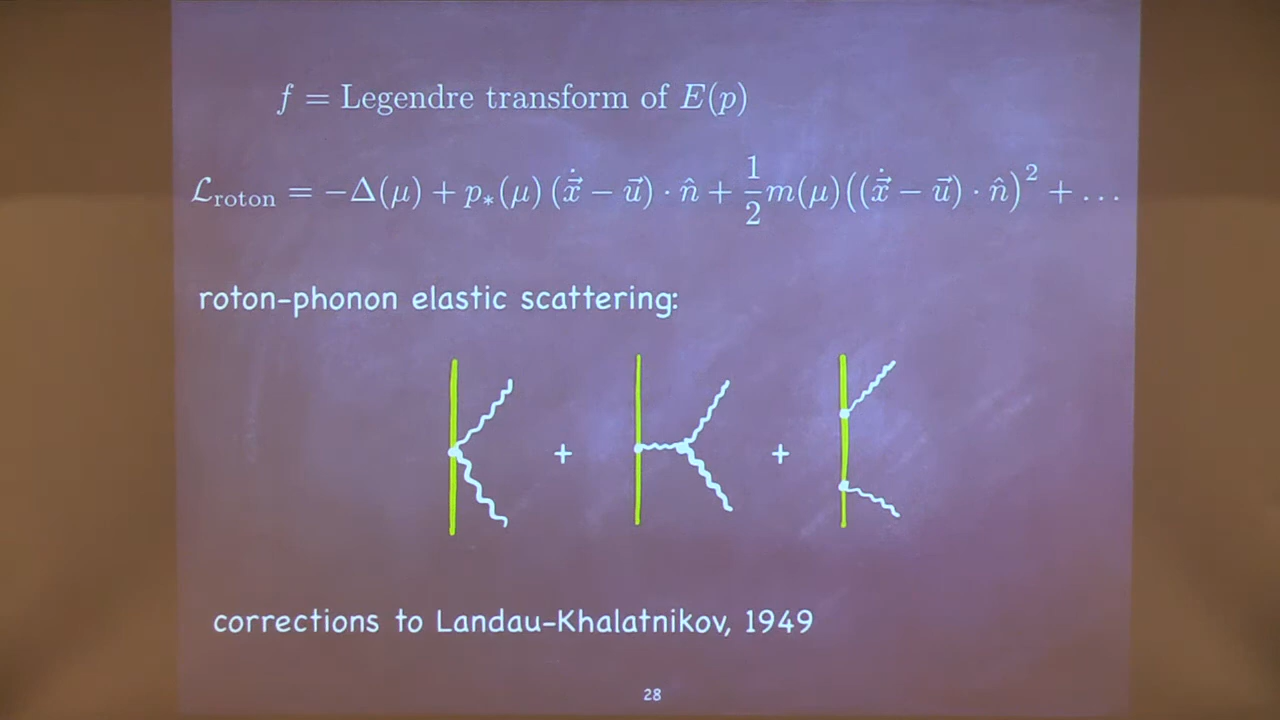 f = Legendre transform of E(p)
ℒ_roton = −Δ(μ) + p_*(μ) (ẋ⃗ − u⃗) · n̂ + 1/2 m(μ)((ẋ⃗ − u⃗) · n̂)² + …
roton-phonon elastic scattering:
+ +
corrections to Landau-Khalatnikov, 1949
28